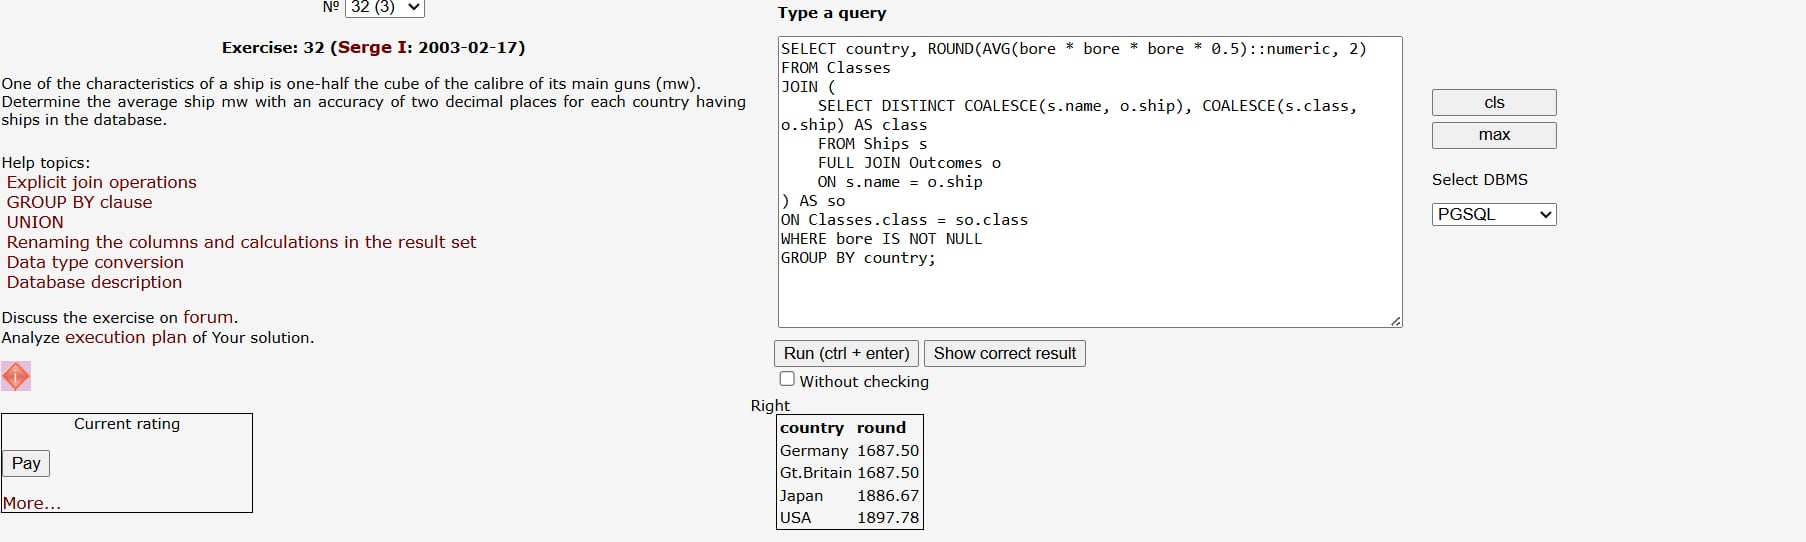 № 32 (3)
Exercise: 32 (Serge I: 2003-02-17)
One of the characteristics of a ship is one-half the cube of the calibre of its main guns (mw).
Determine the average ship mw with an accuracy of two decimal places for each country having
ships in the database.
Help topics:
Explicit join operations
GROUP BY clause
UNION
Renaming the columns and calculations in the result set
Data type conversion
Database description
Discuss the exercise on forum.
Analyze execution plan of Your solution.
Current rating
Pay
More...
Type a query
SELECT country, ROUND(AVG(bore * bore * bore * 0.5)::numeric, 2)
FROM Classes
JOIN (
    SELECT DISTINCT COALESCE(s.name, o.ship), COALESCE(s.class,
o.ship) AS class
    FROM Ships s
    FULL JOIN Outcomes o
    ON s.name = o.ship
) AS so
ON Classes.class = so.class
WHERE bore IS NOT NULL
GROUP BY country;
Run (ctrl + enter) Show correct result
Without checking
Right
country round
Germany 1687.50
Gt.Britain 1687.50
Japan 1886.67
USA 1897.78
cls
max
Select DBMS
PGSQL